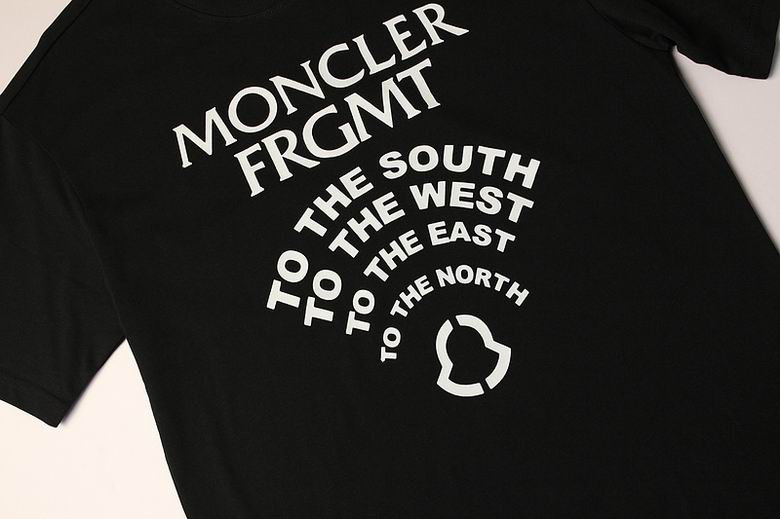 MONCLER
FRGMT
TO THE SOUTH
TO THE WEST
TO THE EAST
TO THE NORTH